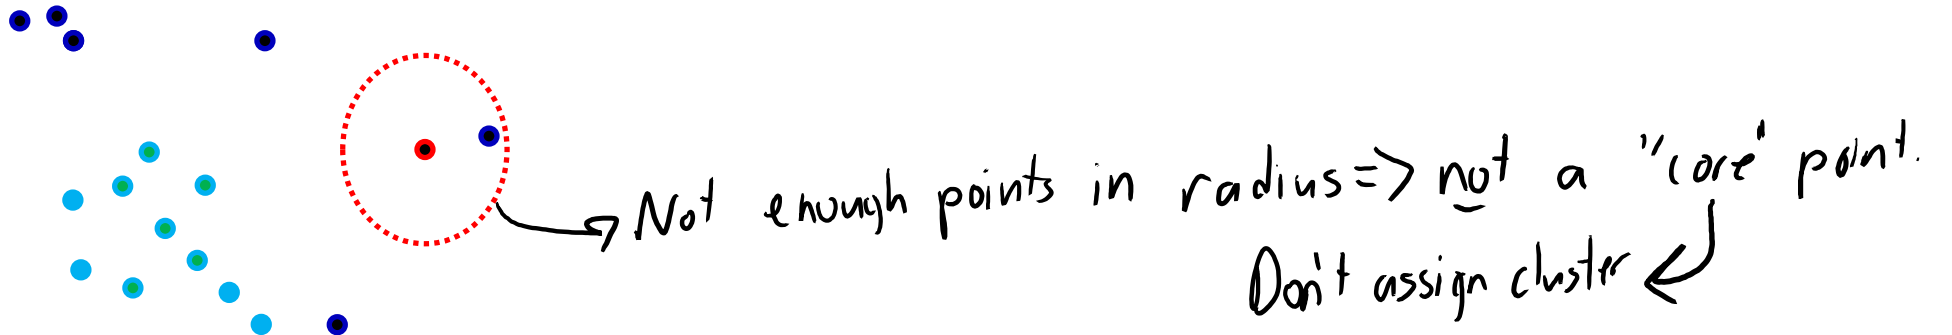 Not enough points in radius => not a "core" point.
Don't assign cluster